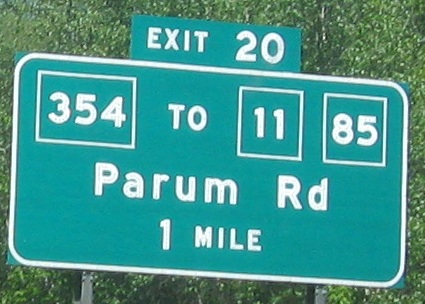 EXIT 20
354 TO 11 85
Parum Rd
1 MILE